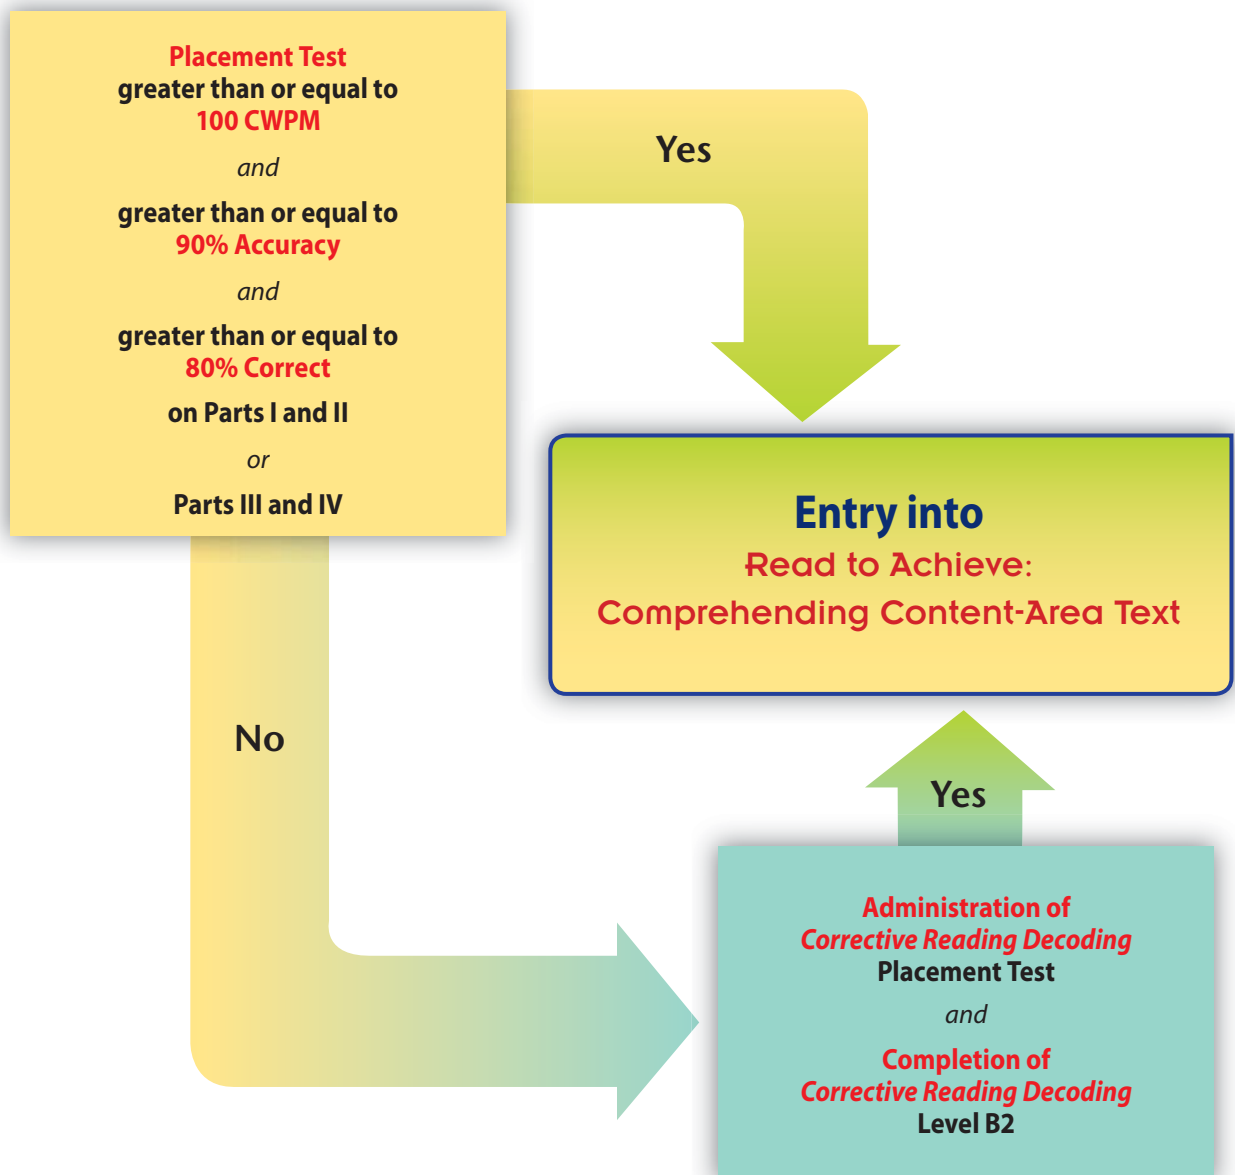 Placement Test
greater than or equal to
100 CWPM
and
greater than or equal to
90% Accuracy
and
greater than or equal to
80% Correct
on Parts I and II
or
Parts III and IV
Yes
Entry into
Read to Achieve:
Comprehending Content-Area Text
No
Yes
Administration of
Corrective Reading Decoding
Placement Test
and
Completion of
Corrective Reading Decoding
Level B2